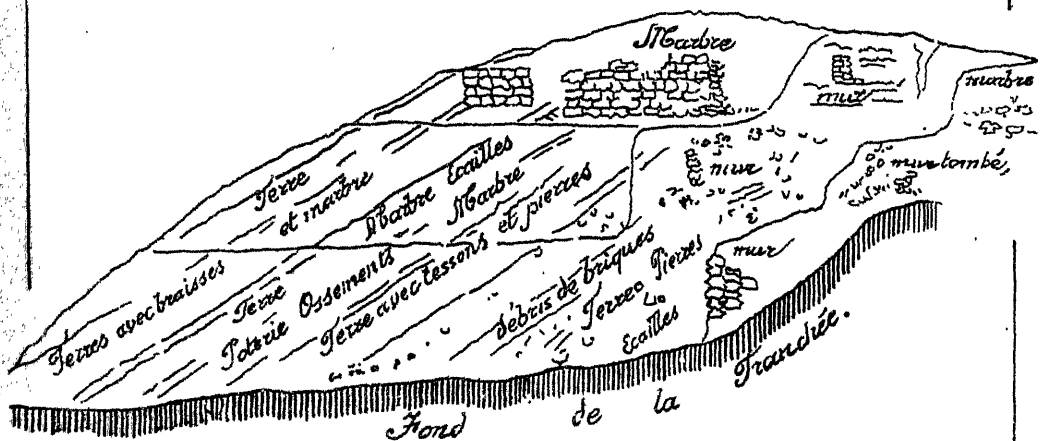 Marbre
mur
marbre
mur tombé,
mur
Terre
et marbre
Marbre Ecailles
Marbre
Terres avec braisses
Terre
Ossements
Poterie
Terre avec tessons et pierres
débris de briques
Terre
Pierres
Ecailles
mur
Fond de la Tranchée.